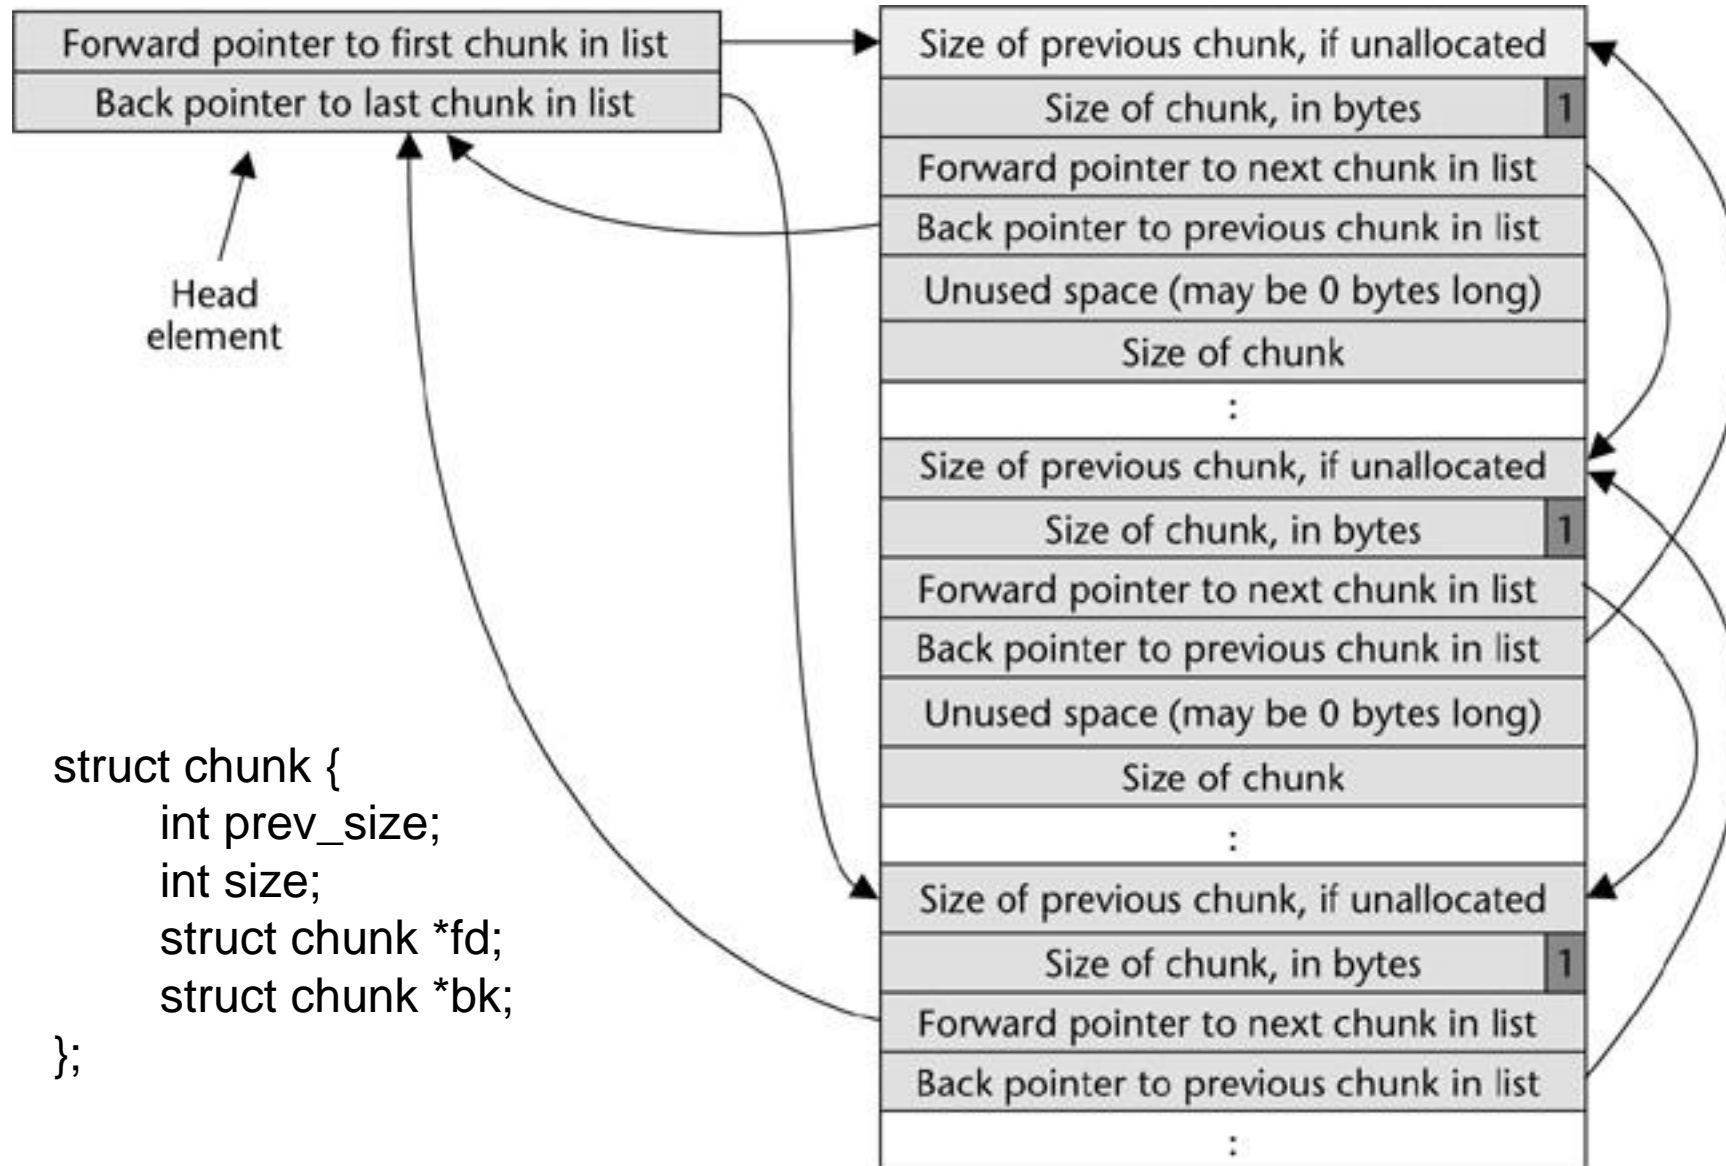 Forward pointer to first chunk in list
Back pointer to last chunk in list
Head
element
Size of previous chunk, if unallocated
Size of chunk, in bytes 1
Forward pointer to next chunk in list
Back pointer to previous chunk in list
Unused space (may be 0 bytes long)
Size of chunk
:
Size of previous chunk, if unallocated
Size of chunk, in bytes 1
Forward pointer to next chunk in list
Back pointer to previous chunk in list
Unused space (may be 0 bytes long)
Size of chunk
:
Size of previous chunk, if unallocated
Size of chunk, in bytes 1
Forward pointer to next chunk in list
Back pointer to previous chunk in list
:
struct chunk {
int prev_size;
int size;
struct chunk *fd;
struct chunk *bk;
};